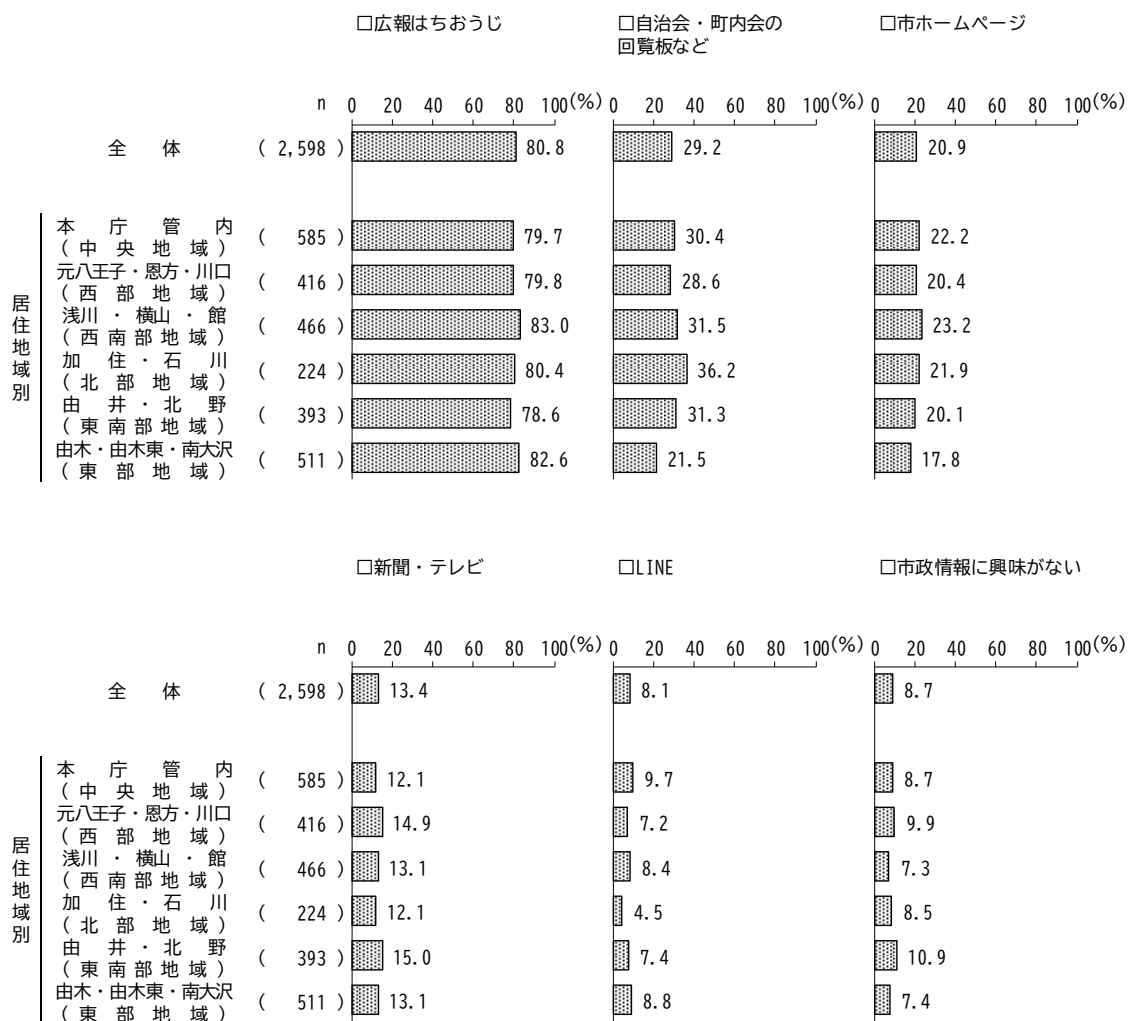 □広報はちおうじ □自治会・町内会の □市ホームページ
回覧板など
n 0 20 40 60 80 100(%) 0 20 40 60 80 100(%) 0 20 40 60 80 100(%)
全 体 ( 2,598 ) 80.8 29.2 20.9
居住地域別
本 庁 管 内
( 中 央 地 域 ) ( 585 ) 79.7 30.4 22.2
元八王子・恩方・川口
( 西 部 地 域 ) ( 416 ) 79.8 28.6 20.4
浅川 ・ 横山 ・ 館
( 西 南 部 地 域 ) ( 466 ) 83.0 31.5 23.2
加 住 ・ 石 川
( 北 部 地 域 ) ( 224 ) 80.4 36.2 21.9
由 井 ・ 北 野
( 東 南 部 地 域 ) ( 393 ) 78.6 31.3 20.1
由木・由木東・南大沢
( 東 部 地 域 ) ( 511 ) 82.6 21.5 17.8
□新聞・テレビ □LINE □市政情報に興味がない
n 0 20 40 60 80 100(%) 0 20 40 60 80 100(%) 0 20 40 60 80 100(%)
全 体 ( 2,598 ) 13.4 8.1 8.7
居住地域別
本 庁 管 内
( 中 央 地 域 ) ( 585 ) 12.1 9.7 8.7
元八王子・恩方・川口
( 西 部 地 域 ) ( 416 ) 14.9 7.2 9.9
浅川 ・ 横山 ・ 館
( 西 南 部 地 域 ) ( 466 ) 13.1 8.4 7.3
加 住 ・ 石 川
( 北 部 地 域 ) ( 224 ) 12.1 4.5 8.5
由 井 ・ 北 野
( 東 南 部 地 域 ) ( 393 ) 15.0 7.4 10.9
由木・由木東・南大沢
( 東 部 地 域 ) ( 511 ) 13.1 8.8 7.4